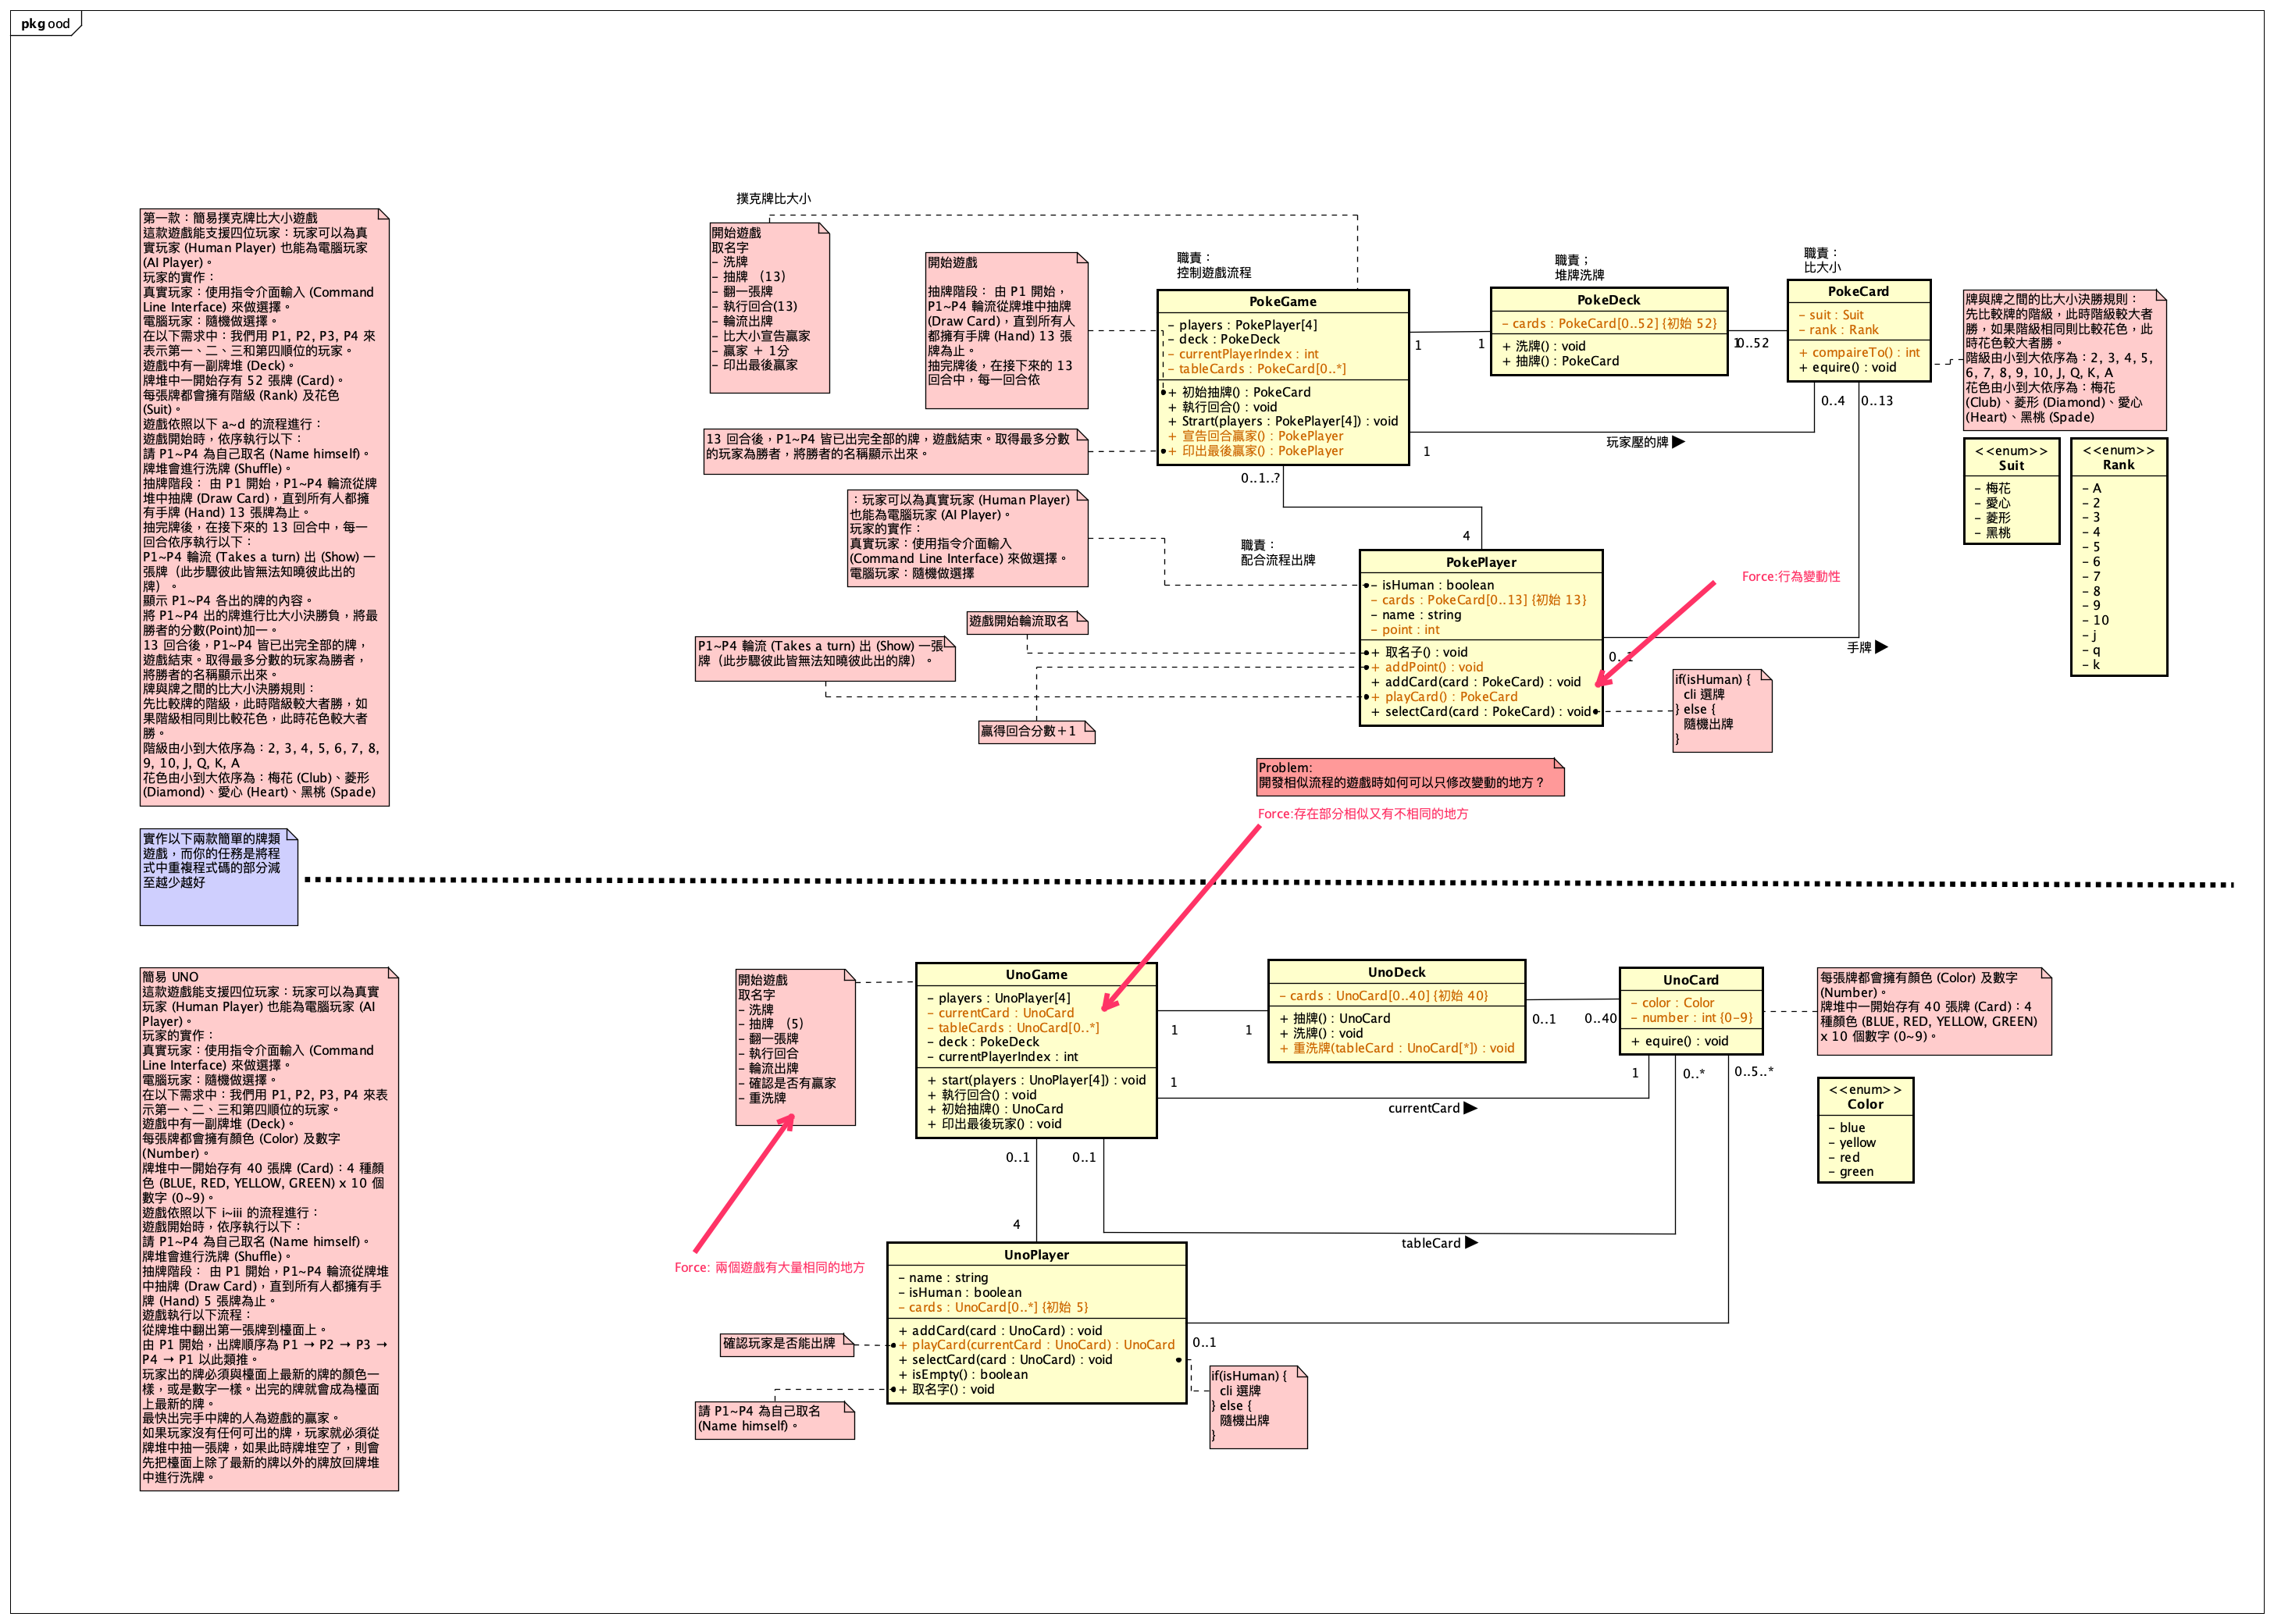 pkg ood
第一款：簡易撲克牌比大小遊戲
這款遊戲能支援四位玩家：玩家可以為真
實玩家 (Human Player) 也能為電腦玩家
(AI Player)。
玩家的實作：
真實玩家：使用指令介面輸入 (Command
Line Interface) 來做選擇。
電腦玩家：隨機做選擇。
在以下需求中：我們用 P1, P2, P3, P4 來
表示第一、二、三和第四順位的玩家。
遊戲中有一副牌堆 (Deck)。
牌堆中一開始存有 52 張牌 (Card)。
每張牌都會擁有階級 (Rank) 及花色
(Suit)。
遊戲依照以下 a~d 的流程進行：
遊戲開始時，依序執行以下：
請 P1~P4 為自己取名 (Name himself)。
牌堆會進行洗牌 (Shuffle)。
抽牌階段： 由 P1 開始，P1~P4 輪流從牌
堆中抽牌 (Draw Card)，直到所有人都擁
有手牌 (Hand) 13 張牌為止。
抽完牌後，在接下來的 13 回合中，每一
回合依序執行以下：
P1~P4 輪流 (Takes a turn) 出 (Show) 一
張牌（此步驟彼此皆無法知曉彼此出的
牌）。
顯示 P1~P4 各出的牌的內容。
將 P1~P4 出的牌進行比大小決勝負，將最
勝者的分數(Point)加一。
13 回合後，P1~P4 皆已出完全部的牌，
遊戲結束。取得最多分數的玩家為勝者，
將勝者的名稱顯示出來。
牌與牌之間的比大小決勝規則：
先比較牌的階級，此時階級較大者勝，如
果階級相同則比較花色，此時花色較大者
勝。
階級由小到大依序為：2, 3, 4, 5, 6, 7, 8,
9, 10, J, Q, K, A
花色由小到大依序為：梅花 (Club)、菱形
(Diamond)、愛心 (Heart)、黑桃 (Spade)
撲克牌比大小
開始遊戲
取名字
– 洗牌
– 抽牌 （13）
– 翻一張牌
– 執行回合(13)
– 輪流出牌
– 比大小宣告贏家
– 贏家 + 1分
– 印出最後贏家
開始遊戲
抽牌階段： 由 P1 開始，
P1~P4 輪流從牌堆中抽牌
(Draw Card)，直到所有人
都擁有手牌 (Hand) 13 張
牌為止。
抽完牌後，在接下來的 13
回合中，每一回合依
13 回合後，P1~P4 皆已出完全部的牌，遊戲結束。取得最多分數
的玩家為勝者，將勝者的名稱顯示出來。
：玩家可以為真實玩家 (Human Player)
也能為電腦玩家 (AI Player)。
玩家的實作：
真實玩家：使用指令介面輸入
(Command Line Interface) 來做選擇。
電腦玩家：隨機做選擇
遊戲開始輪流取名
P1~P4 輪流 (Takes a turn) 出 (Show) 一張
牌（此步驟彼此皆無法知曉彼此出的牌）。
贏得回合分數＋1
職責：
控制遊戲流程
PokeGame
– players : PokePlayer[4]
– deck : PokeDeck
– currentPlayerIndex : int
– tableCards : PokeCard[0..*]
+ 初始抽牌() : PokeCard
+ 執行回合() : void
+ Strart(players : PokePlayer[4]) : void
+ 宣告回合贏家() : PokePlayer
+ 印出最後贏家() : PokePlayer
1
1
1
0..1..?
4
職責；
堆牌洗牌
PokeDeck
– cards : PokeCard[0..52] {初始 52}
+ 洗牌() : void
+ 抽牌() : PokeCard
1
0..52
職責：
比大小
PokeCard
– suit : Suit
– rank : Rank
+ compaireTo() : int
+ equire() : void
0..4
0..13
玩家壓的牌
牌與牌之間的比大小決勝規則：
先比較牌的階級，此時階級較大者
勝，如果階級相同則比較花色，此
時花色較大者勝。
階級由小到大依序為：2, 3, 4, 5,
6, 7, 8, 9, 10, J, Q, K, A
花色由小到大依序為：梅花
(Club)、菱形 (Diamond)、愛心
(Heart)、黑桃 (Spade)
<<enum>>
Suit
– 梅花
– 愛心
– 菱形
– 黑桃
<<enum>>
Rank
– A
– 2
– 3
– 4
– 5
– 6
– 7
– 8
– 9
– 10
– j
– q
– k
職責：
配合流程出牌
PokePlayer
– isHuman : boolean
– cards : PokeCard[0..13] {初始 13}
– name : string
– point : int
+ 取名子() : void
+ addPoint() : void
+ addCard(card : PokeCard) : void
+ playCard() : PokeCard
+ selectCard(card : PokeCard) : void
0..1
手牌
Force:行為變動性
if(isHuman) {
cli 選牌
} else {
隨機出牌
}
Problem:
開發相似流程的遊戲時如何可以只修改變動的地方？
Force:存在部分相似又有不相同的地方
實作以下兩款簡單的牌類
遊戲，而你的任務是將程
式中重複程式碼的部分減
至越少越好
簡易 UNO
這款遊戲能支援四位玩家：玩家可以為真實
玩家 (Human Player) 也能為電腦玩家 (AI
Player)。
玩家的實作：
真實玩家：使用指令介面輸入 (Command
Line Interface) 來做選擇。
電腦玩家：隨機做選擇。
在以下需求中：我們用 P1, P2, P3, P4 來表
示第一、二、三和第四順位的玩家。
遊戲中有一副牌堆 (Deck)。
每張牌都會擁有顏色 (Color) 及數字
(Number)。
牌堆中一開始存有 40 張牌 (Card)：4 種顏
色 (BLUE, RED, YELLOW, GREEN) x 10 個
數字 (0~9)。
遊戲依照以下 i~iii 的流程進行：
遊戲開始時，依序執行以下：
請 P1~P4 為自己取名 (Name himself)。
牌堆會進行洗牌 (Shuffle)。
抽牌階段： 由 P1 開始，P1~P4 輪流從牌堆
中抽牌 (Draw Card)，直到所有人都擁有手
牌 (Hand) 5 張牌為止。
遊戲執行以下流程：
從牌堆中翻出第一張牌到檯面上。
由 P1 開始，出牌順序為 P1 → P2 → P3 →
P4 → P1 以此類推。
玩家出的牌必須與檯面上最新的牌的顏色一
樣，或是數字一樣。出完的牌就會成為檯面
上最新的牌。
最快出完手中牌的人為遊戲的贏家。
如果玩家沒有任何可出的牌，玩家就必須從
牌堆中抽一張牌，如果此時牌堆空了，則會
先把檯面上除了最新的牌以外的牌放回牌堆
中進行洗牌。
開始遊戲
取名字
– 洗牌
– 抽牌 （5）
– 翻一張牌
– 執行回合
– 輪流出牌
– 確認是否有贏家
– 重洗牌
Force: 兩個遊戲有大量相同的地方
UnoGame
– players : UnoPlayer[4]
– currentCard : UnoCard
– tableCards : UnoCard[0..*]
– deck : PokeDeck
– currentPlayerIndex : int
+ start(players : UnoPlayer[4]) : void
+ 執行回合() : void
+ 初始抽牌() : UnoCard
+ 印出最後玩家() : void
1
1
1
0..1
0..1
4
UnoDeck
– cards : UnoCard[0..40] {初始 40}
+ 抽牌() : UnoCard
+ 洗牌() : void
+ 重洗牌(tableCard : UnoCard[*]) : void
0..1
0..40
UnoCard
– color : Color
– number : int {0–9}
+ equire() : void
1
0..*
0..5..*
currentCard
tableCard
每張牌都會擁有顏色 (Color) 及數字
(Number)。
牌堆中一開始存有 40 張牌 (Card)：4
種顏色 (BLUE, RED, YELLOW, GREEN)
x 10 個數字 (0~9)。
<<enum>>
Color
– blue
– yellow
– red
– green
UnoPlayer
– name : string
– isHuman : boolean
– cards : UnoCard[0..*] {初始 5}
+ addCard(card : UnoCard) : void
+ playCard(currentCard : UnoCard) : UnoCard
+ selectCard(card : UnoCard) : void
+ isEmpty() : boolean
+ 取名字() : void
0..1
確認玩家是否能出牌
請 P1~P4 為自己取名
(Name himself)。
if(isHuman) {
cli 選牌
} else {
隨機出牌
}